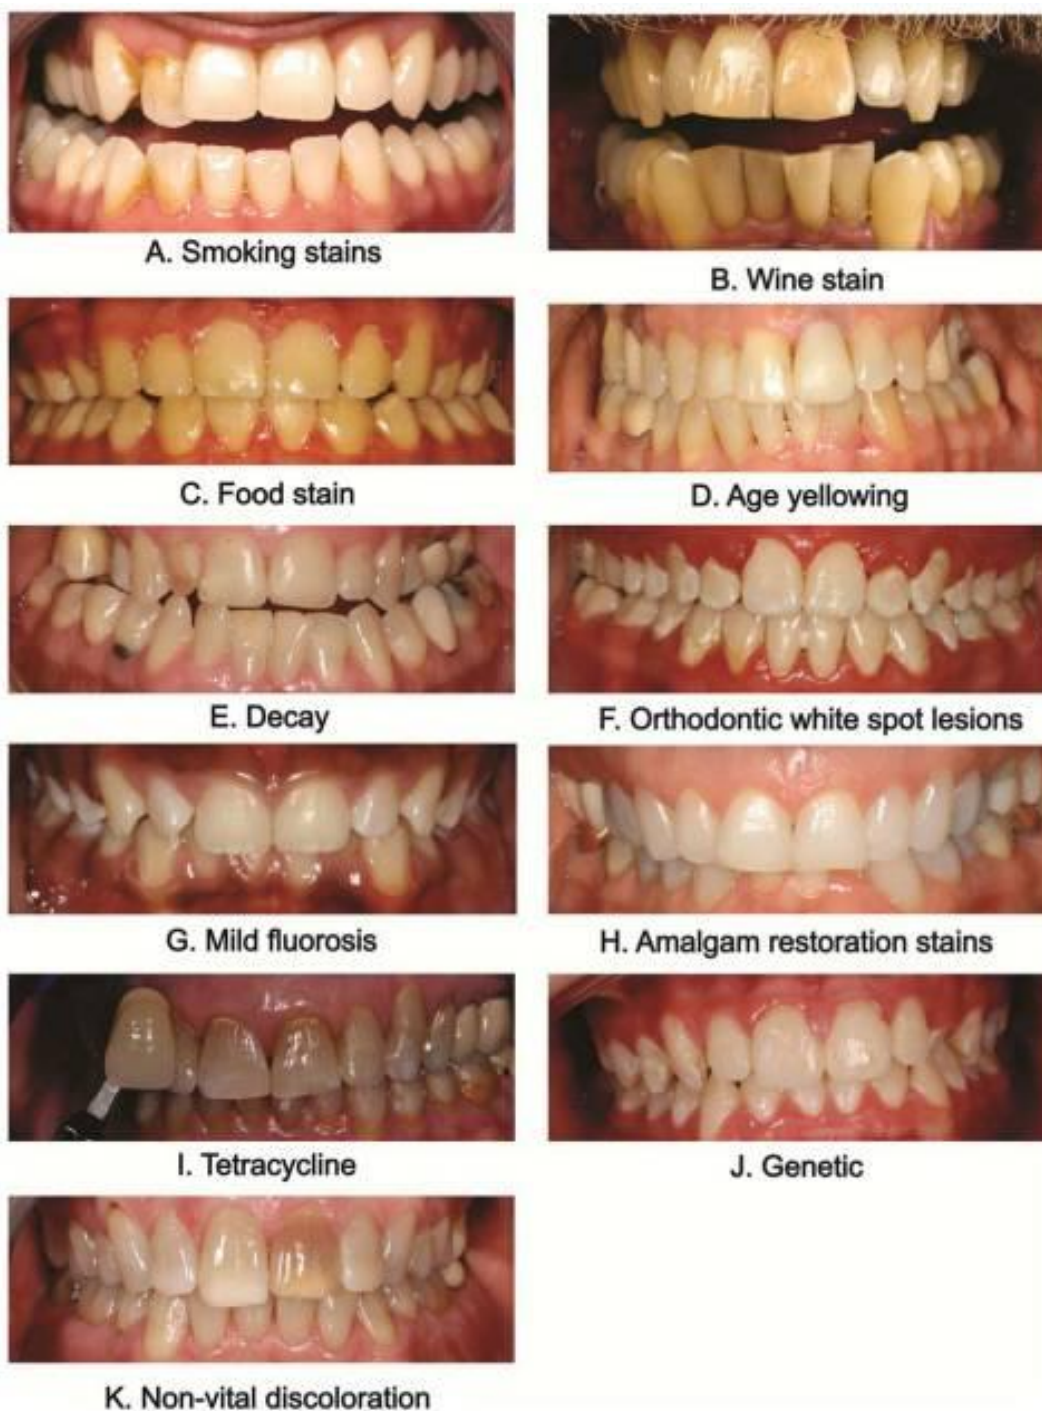 A. Smoking stains
B. Wine stain
C. Food stain
D. Age yellowing
E. Decay
F. Orthodontic white spot lesions
G. Mild fluorosis
H. Amalgam restoration stains
I. Tetracycline
J. Genetic
K. Non-vital discoloration